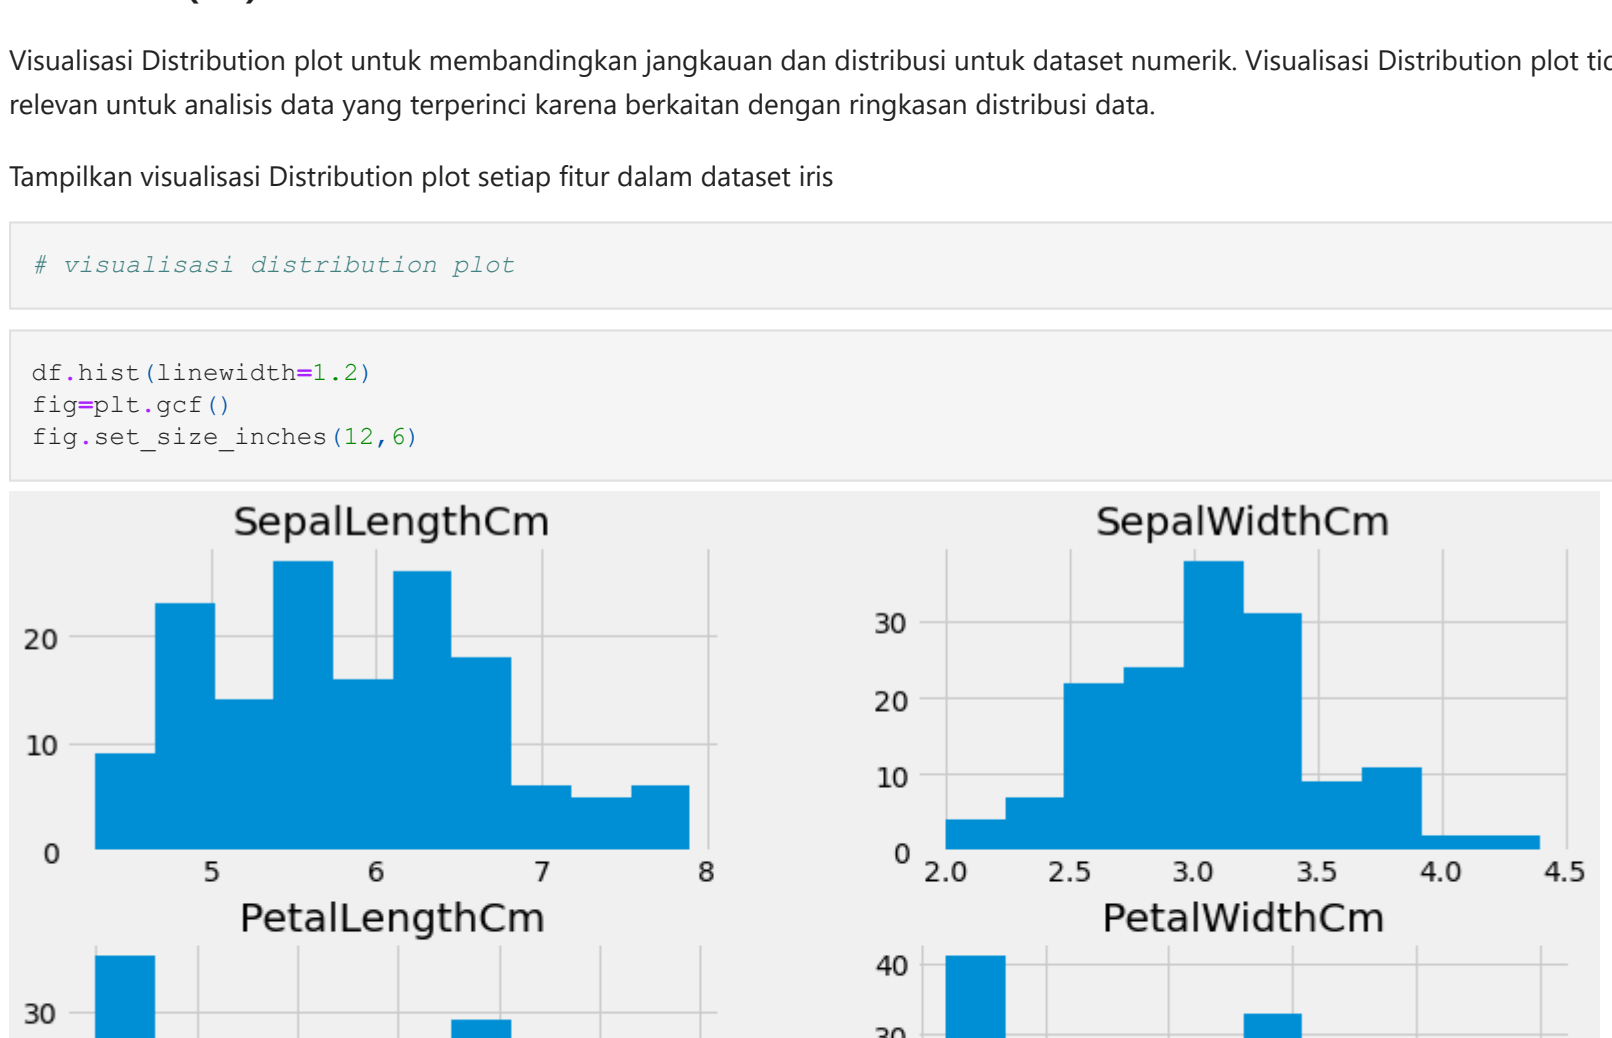 Visualisasi Distribution plot untuk membandingkan jangkauan dan distribusi untuk dataset numerik. Visualisasi Distribution plot
relevan untuk analisis data yang terperinci karena berkaitan dengan ringkasan distribusi data.
Tampilkan visualisasi Distribution plot setiap fitur dalam dataset iris
# visualisasi distribution plot
df.hist(linewidth=1.2)
fig=plt.gcf()
fig.set_size_inches(12,6)
SepalLengthCm
20
10
0
5 6 7 8
SepalWidthCm
30
20
10
0
2.0 2.5 3.0 3.5 4.0 4.5
PetalLengthCm
30
PetalWidthCm
40
30